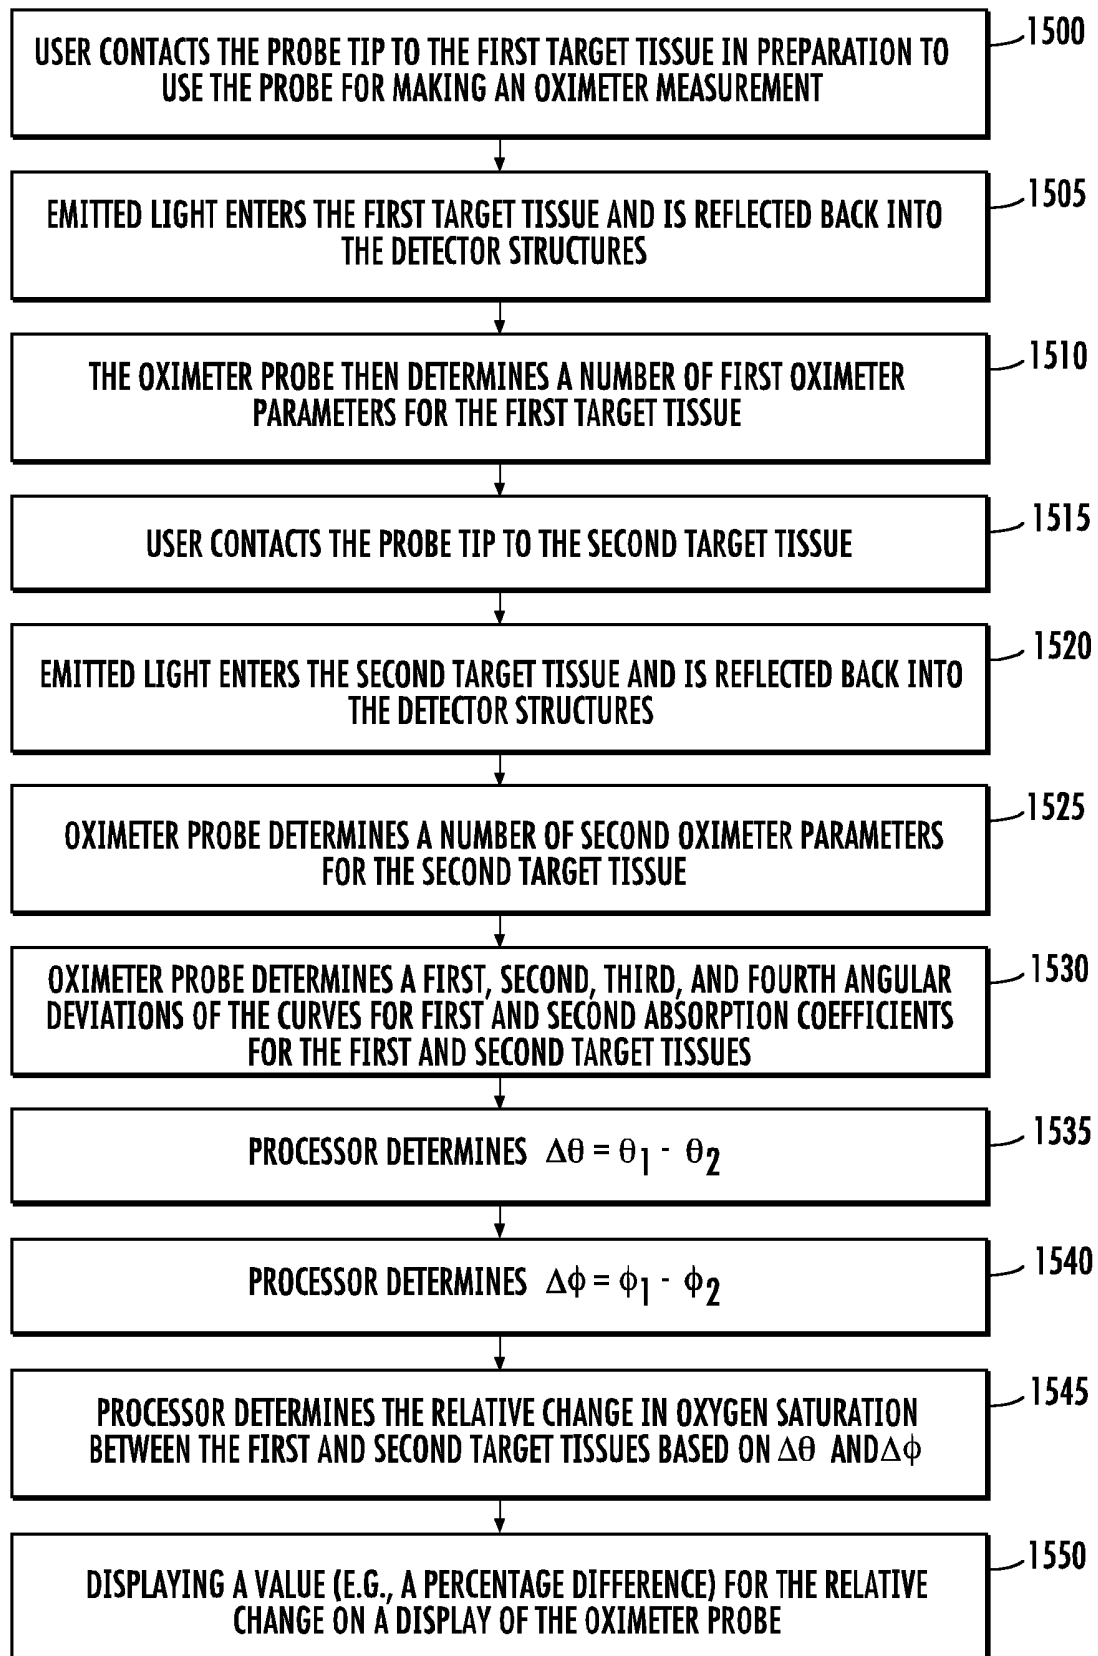 USER CONTACTS THE PROBE TIP TO THE FIRST TARGET TISSUE IN PREPARATION TO
USE THE PROBE FOR MAKING AN OXIMETER MEASUREMENT
1500
EMITTED LIGHT ENTERS THE FIRST TARGET TISSUE AND IS REFLECTED BACK INTO
THE DETECTOR STRUCTURES
1505
THE OXIMETER PROBE THEN DETERMINES A NUMBER OF FIRST OXIMETER
PARAMETERS FOR THE FIRST TARGET TISSUE
1510
USER CONTACTS THE PROBE TIP TO THE SECOND TARGET TISSUE
1515
EMITTED LIGHT ENTERS THE SECOND TARGET TISSUE AND IS REFLECTED BACK INTO
THE DETECTOR STRUCTURES
1520
OXIMETER PROBE DETERMINES A NUMBER OF SECOND OXIMETER PARAMETERS
FOR THE SECOND TARGET TISSUE
1525
OXIMETER PROBE DETERMINES A FIRST, SECOND, THIRD, AND FOURTH ANGULAR
DEVIATIONS OF THE CURVES FOR FIRST AND SECOND ABSORPTION COEFFICIENTS
FOR THE FIRST AND SECOND TARGET TISSUES
1530
PROCESSOR DETERMINES Δθ = θ1 - θ2
1535
PROCESSOR DETERMINES Δϕ = ϕ1 - ϕ2
1540
PROCESSOR DETERMINES THE RELATIVE CHANGE IN OXYGEN SATURATION
BETWEEN THE FIRST AND SECOND TARGET TISSUES BASED ON Δθ AND Δϕ
1545
DISPLAYING A VALUE (E.G., A PERCENTAGE DIFFERENCE) FOR THE RELATIVE
CHANGE ON A DISPLAY OF THE OXIMETER PROBE
1550